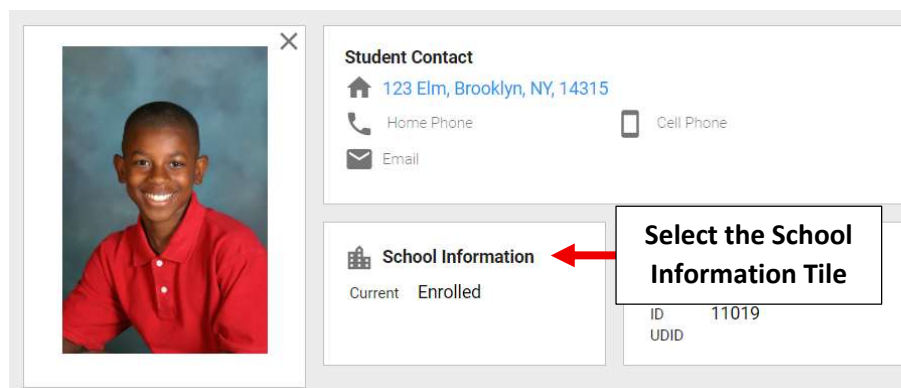 Student Contact
123 Elm, Brooklyn, NY, 14315
Home Phone
Cell Phone
Email
School Information
Current Enrolled
Select the School
Information Tile
ID 11019
UDID